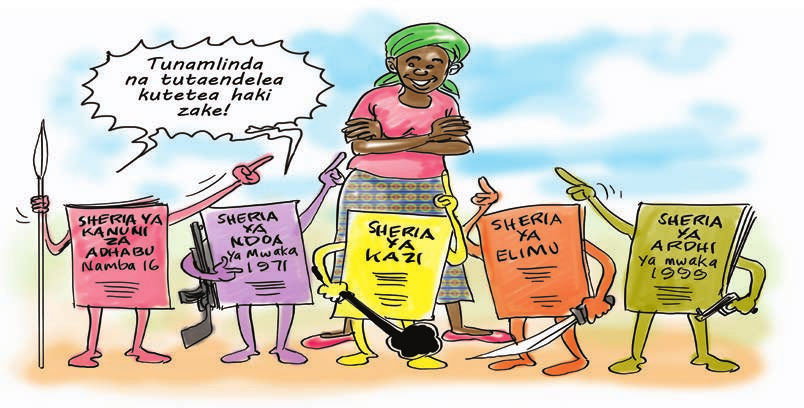 Tunamlinda
na tutaendelea
kutetea haki
zake!
SHERIA YA
KANUNI
ZA
ADHABU
Namba 16
SHERIA
YA
NDOA
Ya Mwaka
1971
SHERIA
YA
KAZI
SHERIA
YA
ELIMU
SHERIA
YA
ARDHI
Ya mwaka
1999